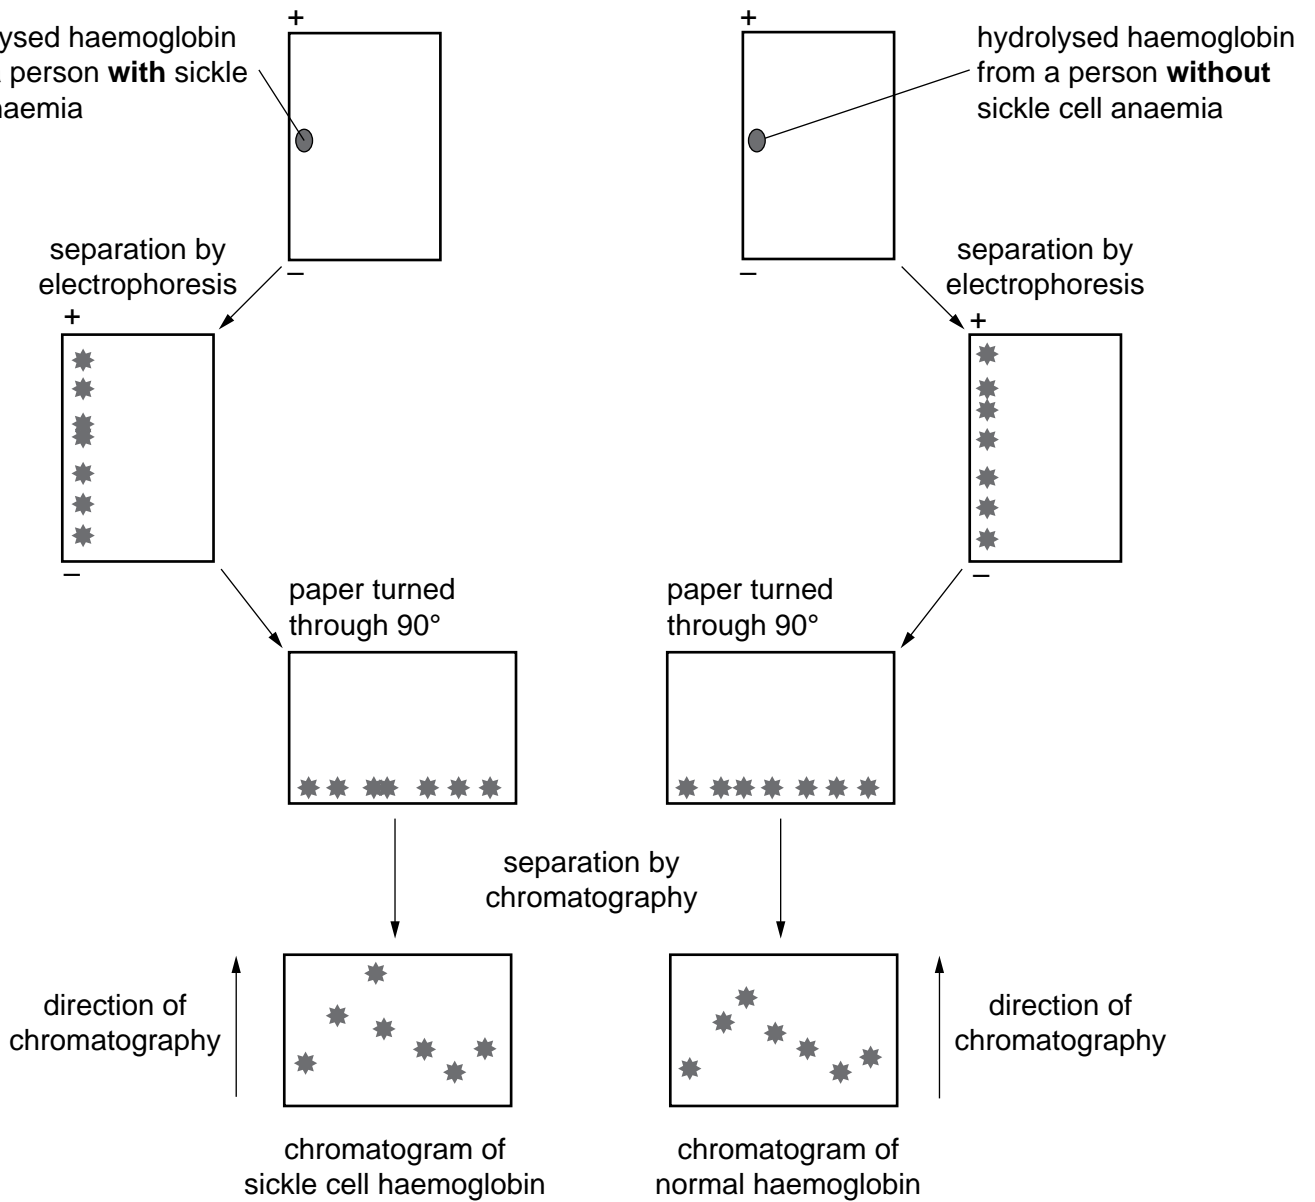 +
haemoglobin
person with sickle
+
hydrolysed haemoglobin
from a person without
sickle cell anaemia
separation by
electrophoresis
–
–
separation by
electrophoresis
+
+
–
–
paper turned
through 90°
paper turned
through 90°
separation by
chromatography
direction of
chromatography
direction of
chromatography
chromatogram of
sickle cell haemoglobin
chromatogram of
normal haemoglobin